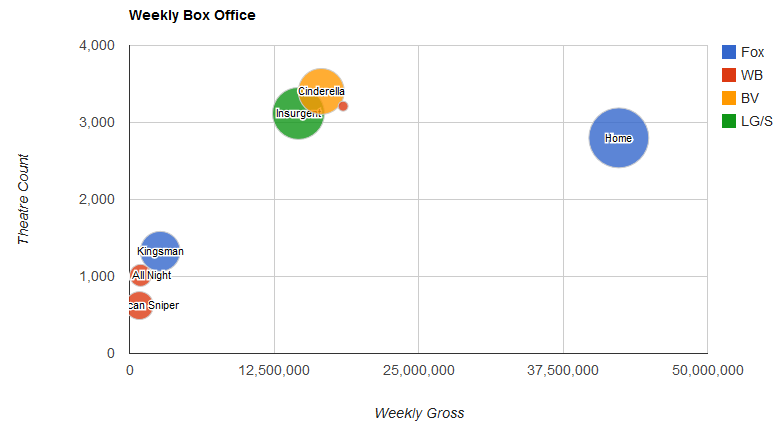 Weekly Box Office
4,000
3,000
2,000
1,000
0
Theatre Count
Cinderella
Insurgent
Home
Kingsman
All Night
can Sniper
0
12,500,000
25,000,000
37,500,000
50,000,000
Weekly Gross
Fox
WB
BV
LG/S